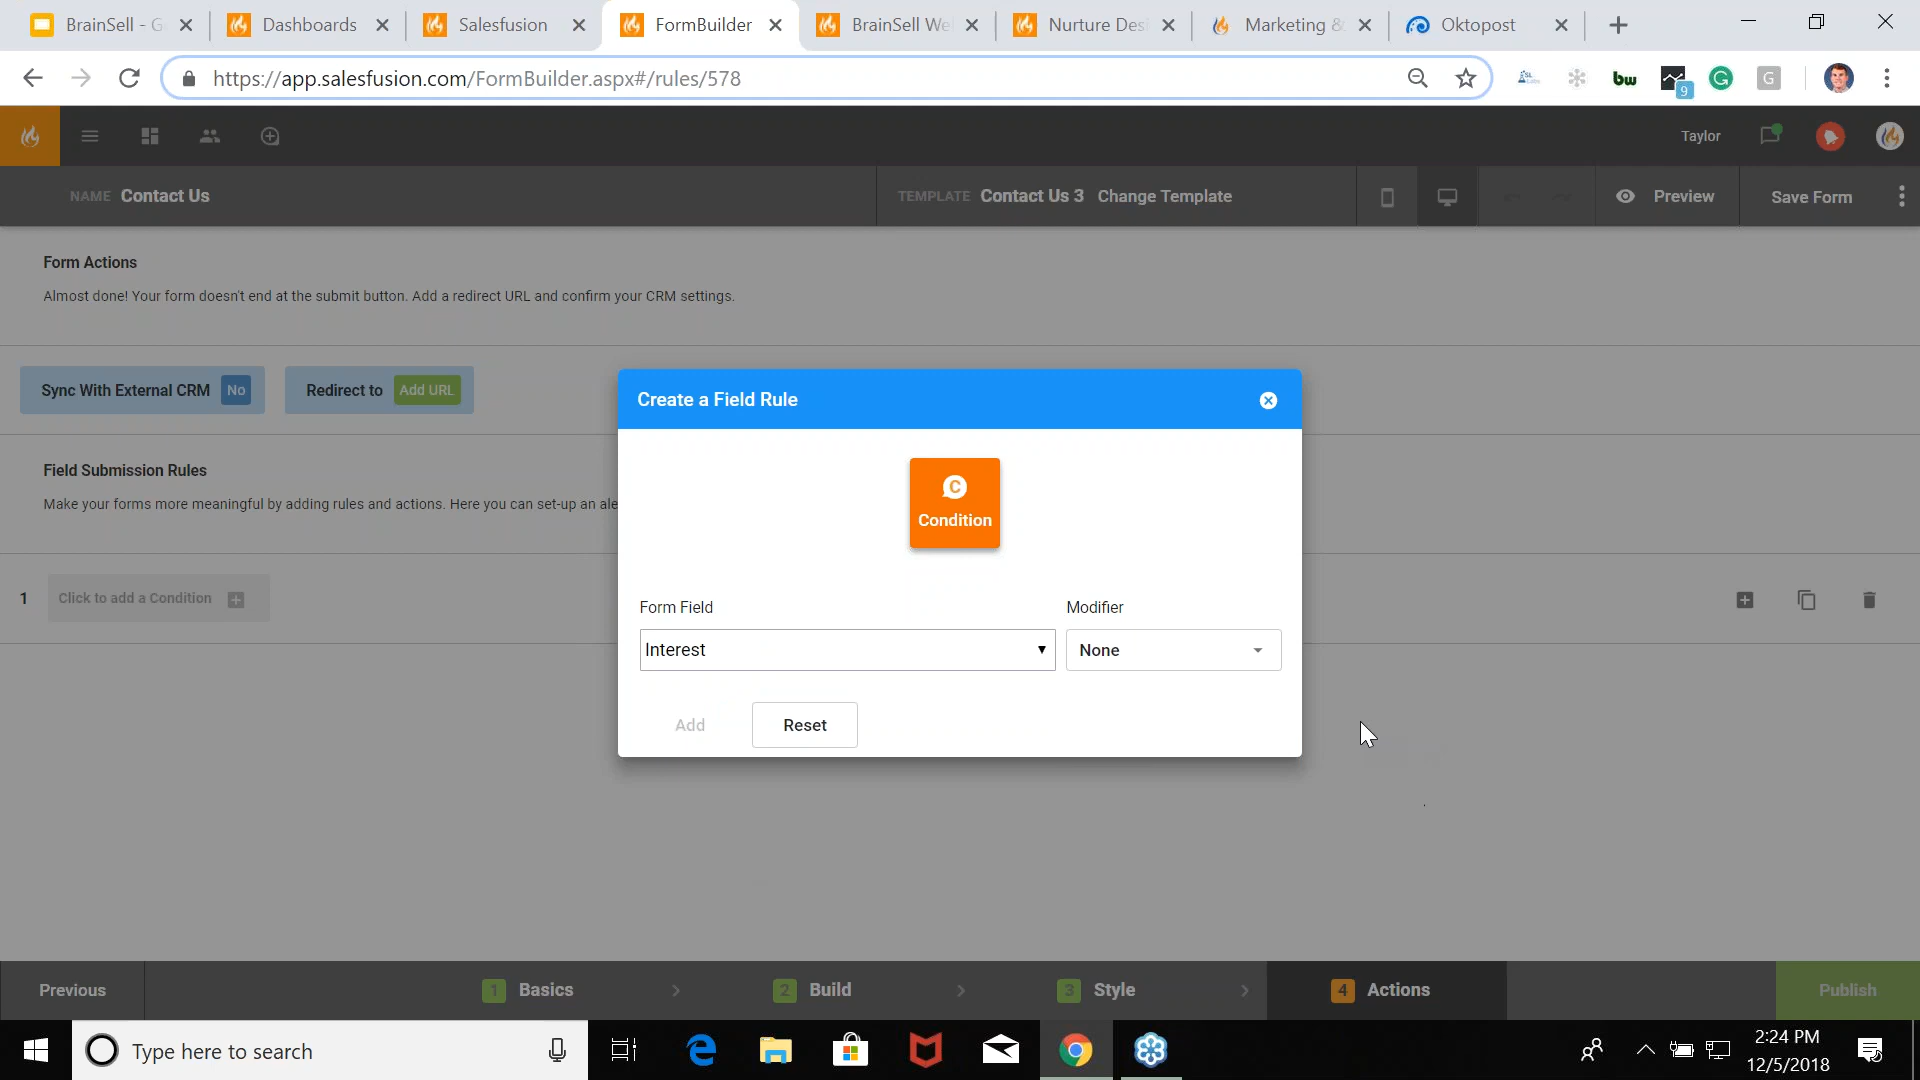 BrainSell - G
Dashboards
Salesfusion
FormBuilder
BrainSell We
Nurture Des
Marketing &
Oktopost
https://app.salesfusion.com/FormBuilder.aspx#/rules/578
bw
9
G
G
Taylor
NAME Contact Us
TEMPLATE Contact Us 3 Change Template
Preview
Save Form
Form Actions
Almost done! Your form doesn't end at the submit button. Add a redirect URL and confirm your CRM settings.
Sync With External CRM No
Redirect to Add URL
Create a Field Rule
C
Condition
Field Submission Rules
Make your forms more meaningful by adding rules and actions. Here you can set-up an ale
1 Click to add a Condition
Form Field
Modifier
Interest
None
Add
Reset
Previous
1 Basics
2 Build
3 Style
4 Actions
Publish
Type here to search
2:24 PM
12/5/2018